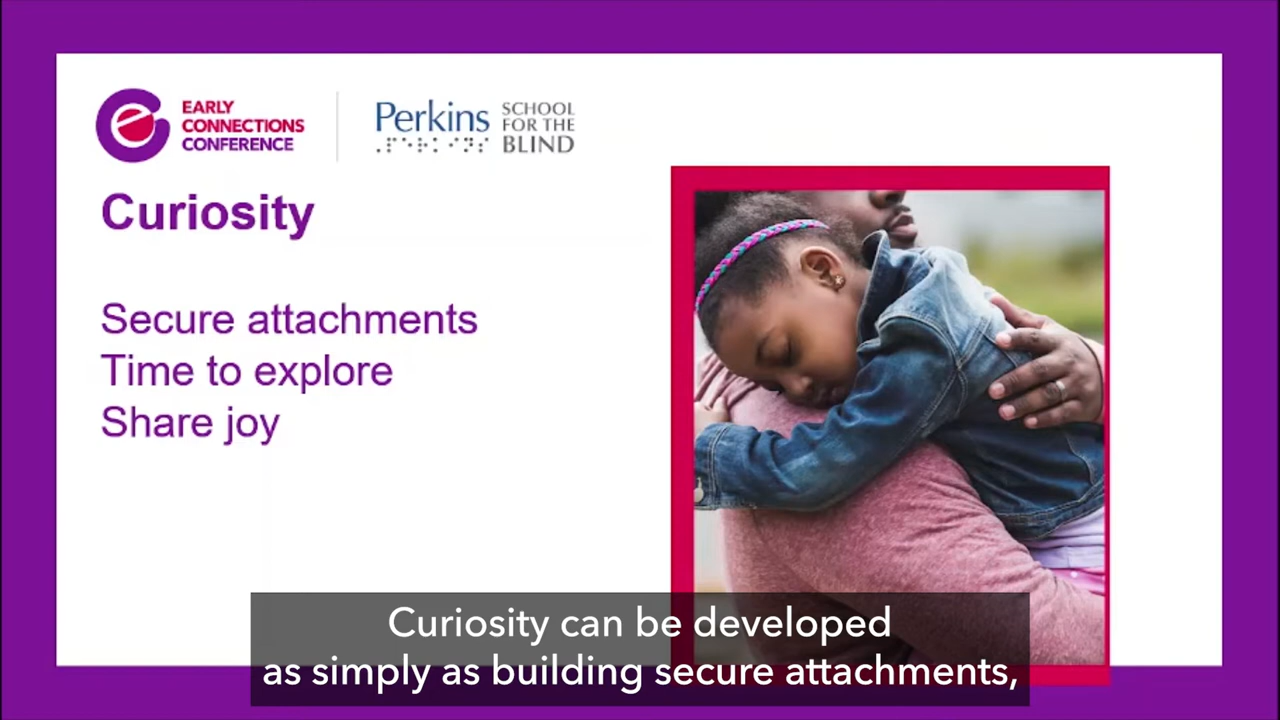 EARLY
CONNECTIONS
CONFERENCE
Perkins
⠠⠏⠑⠗⠅⠊⠝⠎
SCHOOL
FOR THE
BLIND
Curiosity
Secure attachments
Time to explore
Share joy
Curiosity can be developed
as simply as building secure attachments,